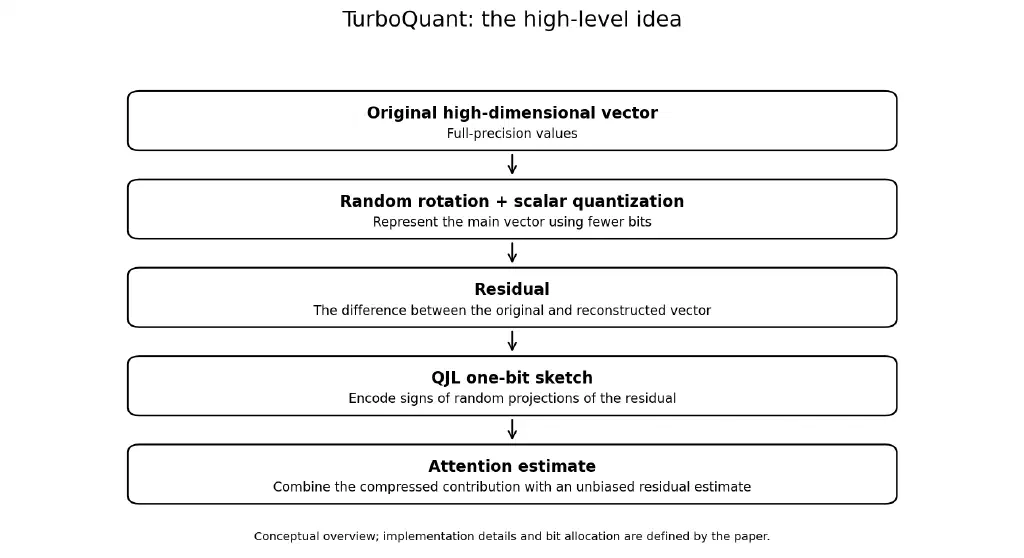 TurboQuant: the high-level idea
Original high-dimensional vector
Full-precision values
Random rotation + scalar quantization
Represent the main vector using fewer bits
Residual
The difference between the original and reconstructed vector
QJL one-bit sketch
Encode signs of random projections of the residual
Attention estimate
Combine the compressed contribution with an unbiased residual estimate
Conceptual overview; implementation details and bit allocation are defined by the paper.